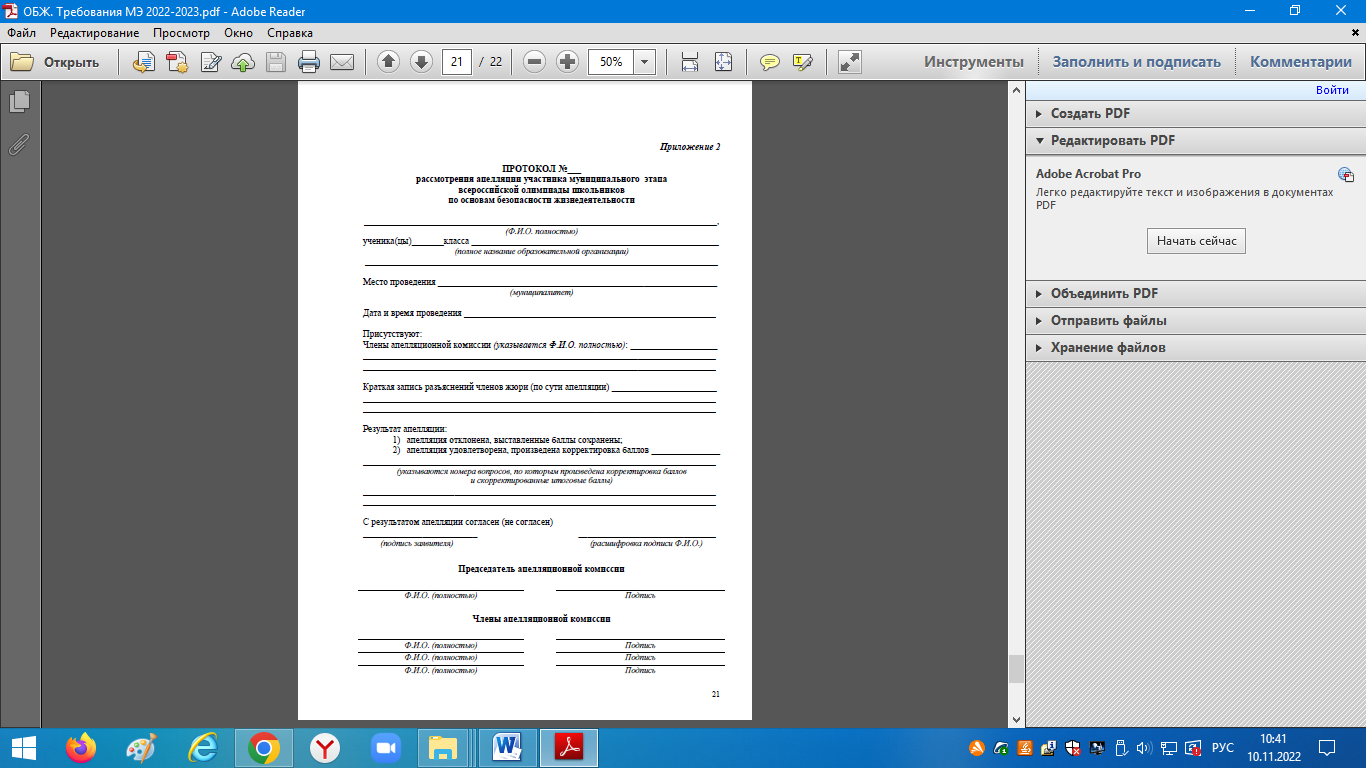 ОБЖ. Требования МЭ 2022-2023.pdf - Adobe Reader
Файл Редактирование Просмотр Окно Справка
Открыть 21 / 22 50% Инструменты Заполнить и подписать Комментарии
Войти
Создать PDF
Редактировать PDF
Adobe Acrobat Pro
Легко редактируйте текст и изображения в документах
PDF
Начать сейчас
Объединить PDF
Отправить файлы
Хранение файлов
Приложение 2
ПРОТОКОЛ №___
рассмотрения апелляции участника муниципального этапа
всероссийской олимпиады школьников
по основам безопасности жизнедеятельности
,
(Ф.И.О. полностью)
ученика(цы)_______класса
(полное название образовательной организации)
Место проведения
(муниципалитет)
Дата и время проведения
Присутствуют:
Члены апелляционной комиссии (указывается Ф.И.О. полностью):
Краткая запись разъяснений членов жюри (по сути апелляции)
Результат апелляции:
1) апелляция отклонена, выставленные баллы сохранены;
2) апелляция удовлетворена, произведена корректировка баллов
(указываются номера вопросов, по которым произведена корректировка баллов
и скорректированные итоговые баллы)
С результатом апелляции согласен (не согласен)
(подпись заявителя) (расшифровка подписи Ф.И.О.)
Председатель апелляционной комиссии
Ф.И.О. (полностью) Подпись
Члены апелляционной комиссии
Ф.И.О. (полностью) Подпись
Ф.И.О. (полностью) Подпись
Ф.И.О. (полностью) Подпись
21
РУС
10:41
10.11.2022